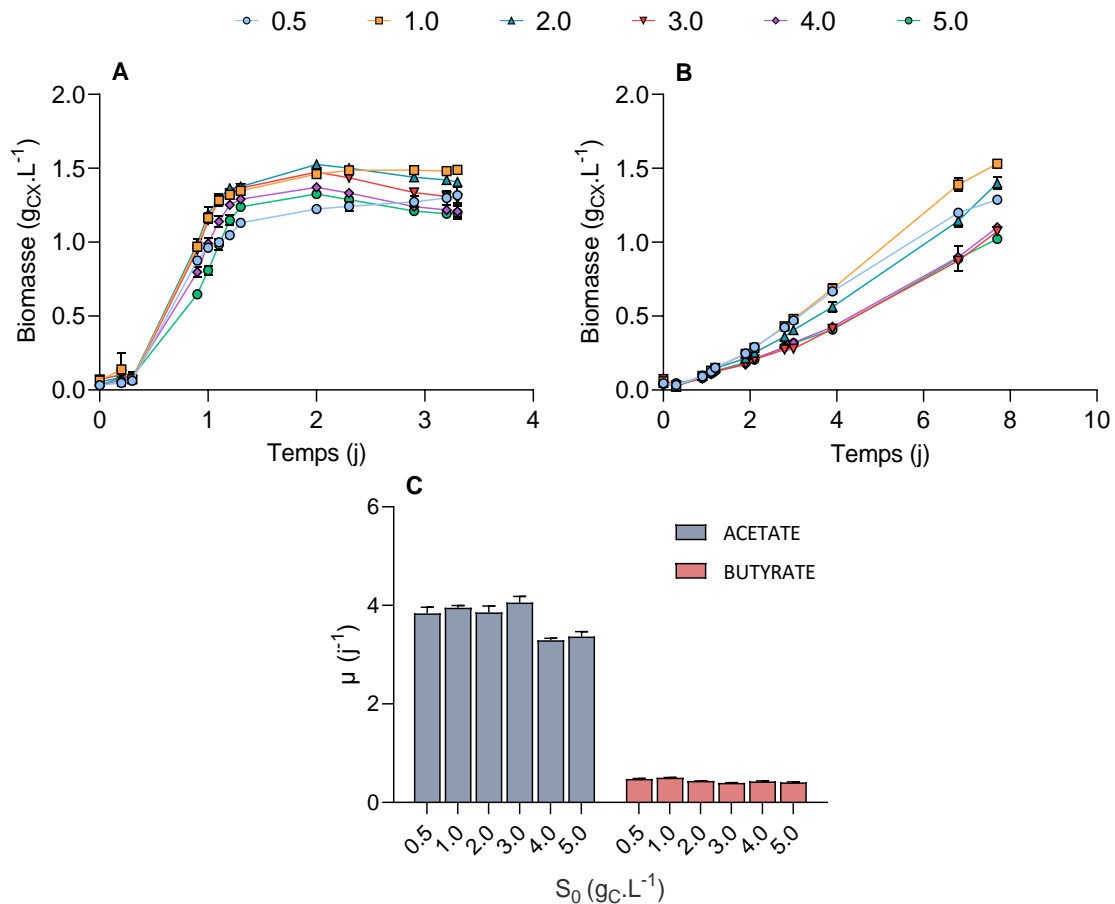 0.5 1.0 2.0 3.0 4.0 5.0
A
Biomasse (gCX.L-1)
2.0
1.5
1.0
0.5
0.0
0 1 2 3 4
Temps (j)
B
Biomasse (gCX.L-1)
2.0
1.5
1.0
0.5
0.0
0 2 4 6 8 10
Temps (j)
C
µ (j-1)
6
4
2
0
ACETATE
BUTYRATE
0.5 1.0 2.0 3.0 4.0 5.0 0.5 1.0 2.0 3.0 4.0 5.0
S0 (gC.L-1)